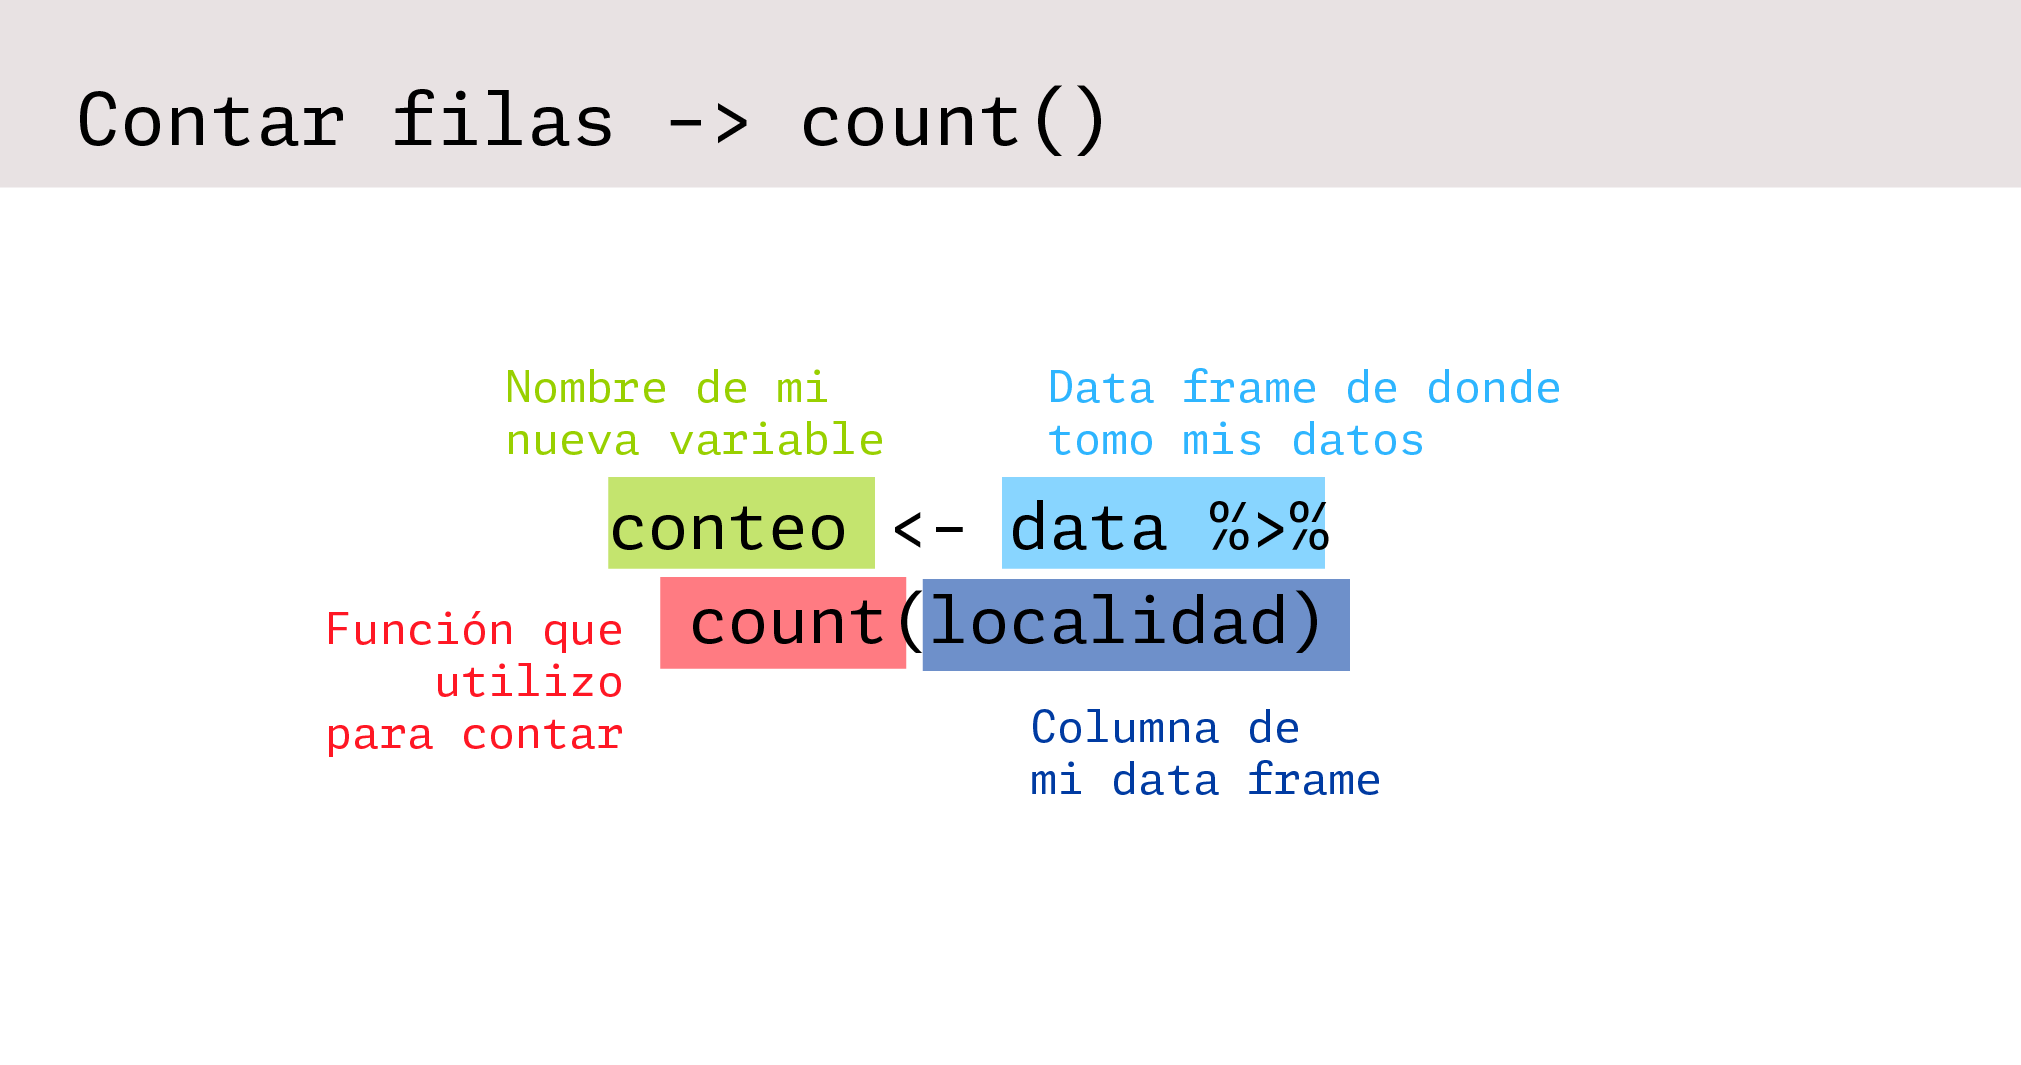 Contar filas -> count()
Nombre de mi
nueva variable
Data frame de donde
tomo mis datos
conteo <- data %>%
count(localidad)
Función que
utilizo
para contar
Columna de
mi data frame